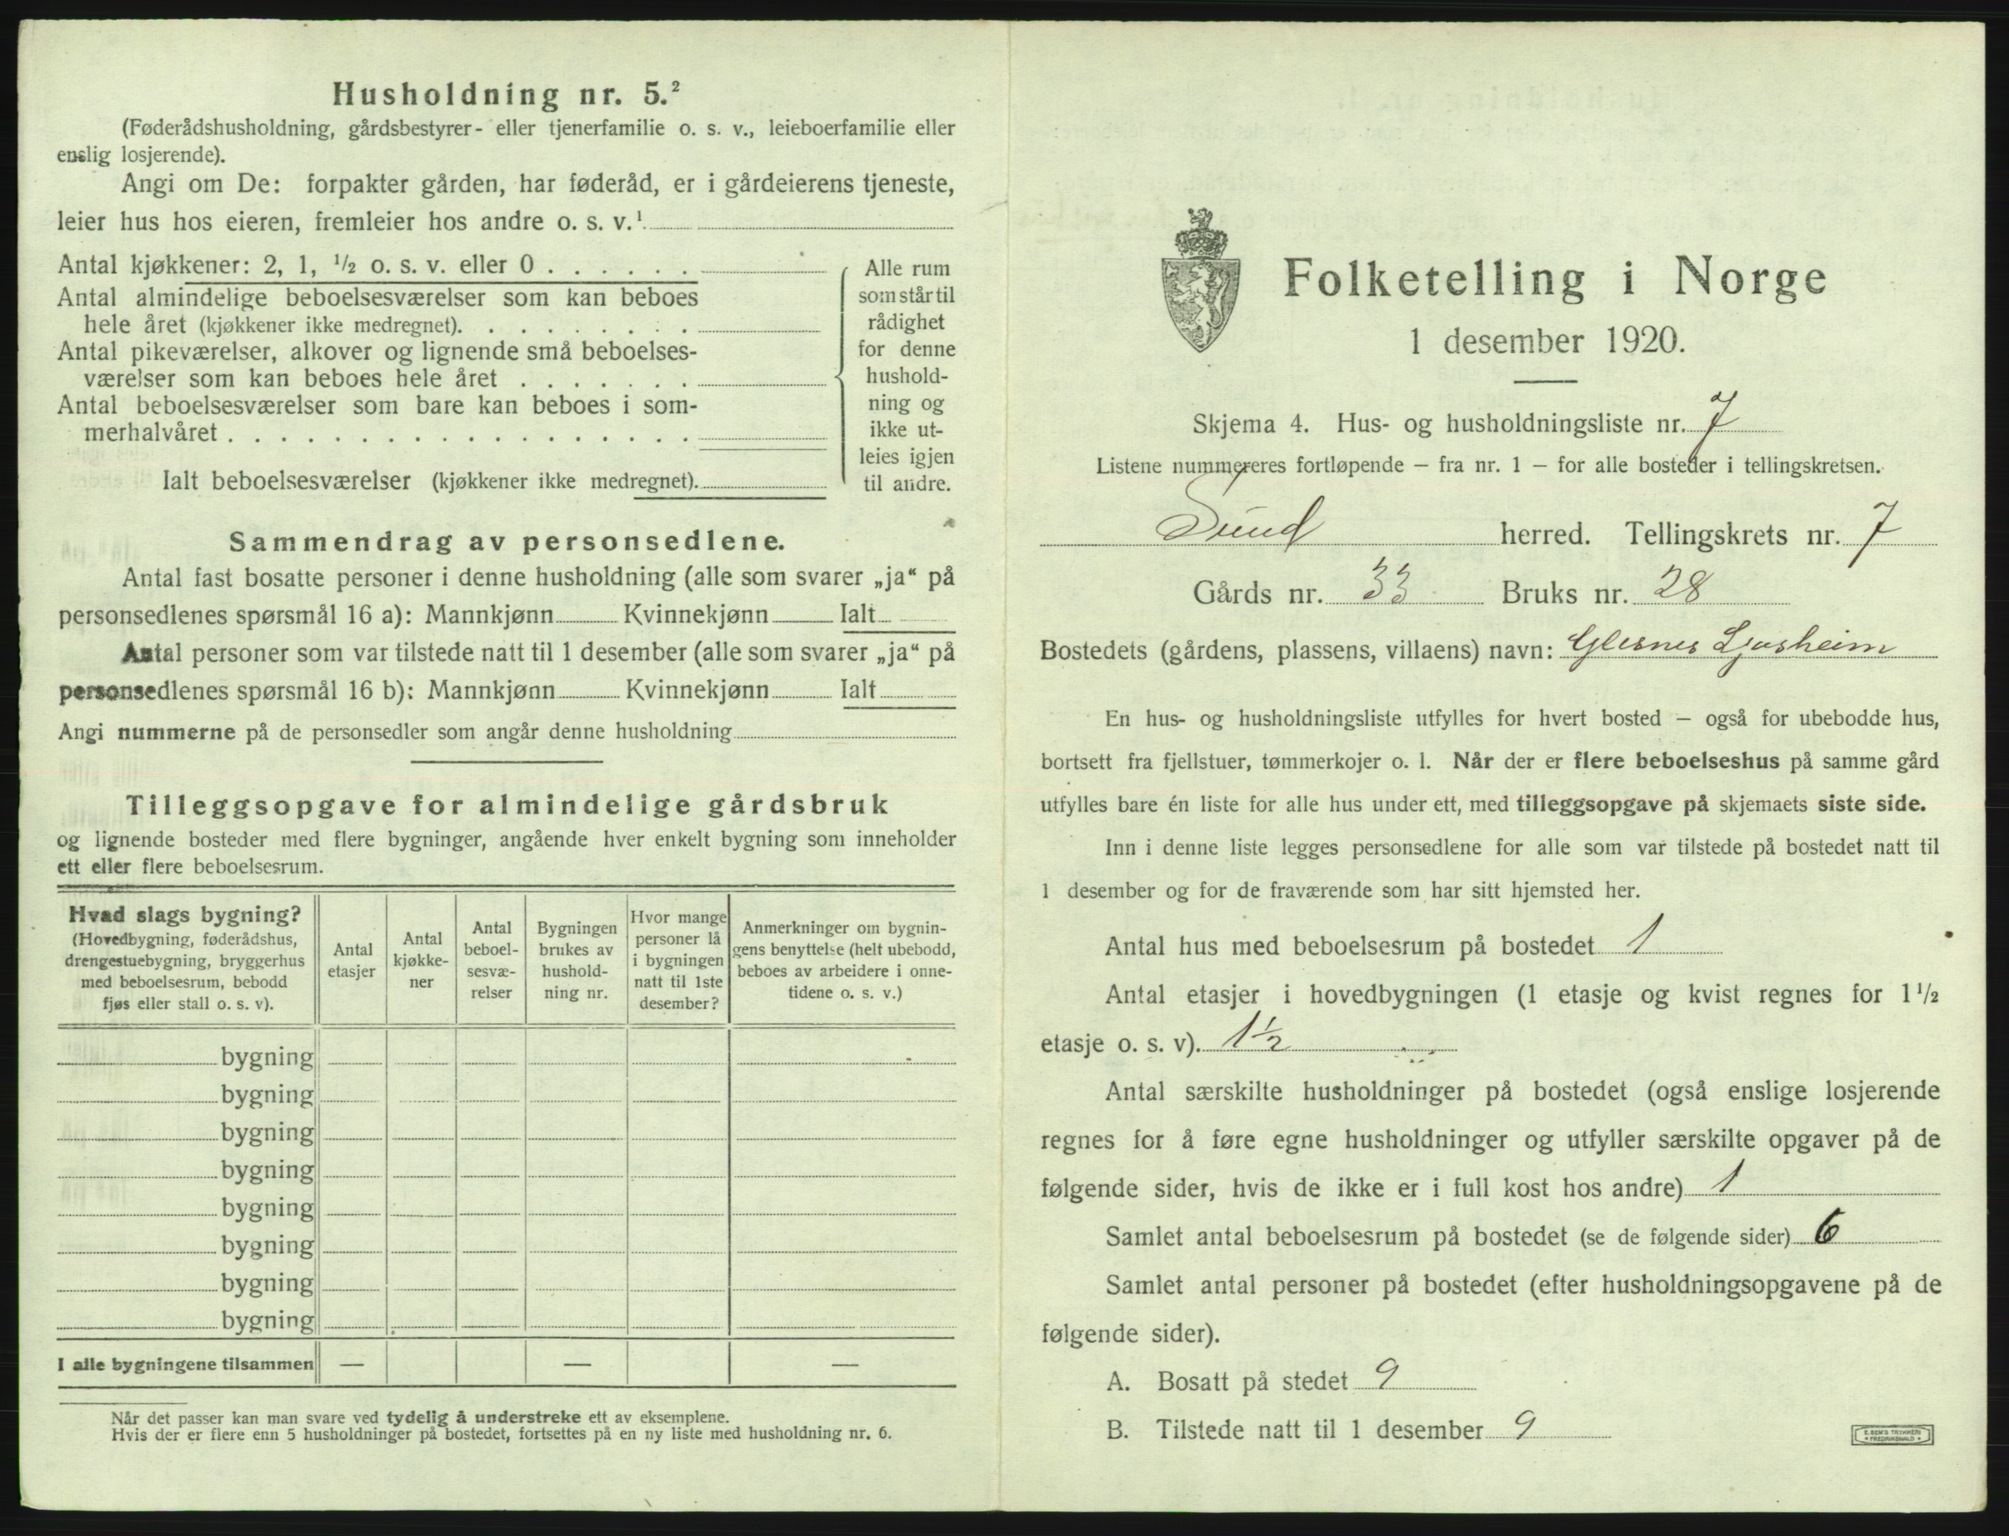 Husholdning nr. 5.²
(Føderådshusholdning, gårdsbestyrer- eller tjenerfamilie o. s. v., leieboerfamilie eller
enslig losjerende).
Angi om De: forpakter gården, har føderåd, er i gårdeierens tjeneste,
leier hus hos eieren, fremleier hos andre o. s. v.¹
Antal kjøkkener: 2, 1, ½ o. s. v. eller 0 . . . . . .
Antal almindelige beboelsesværelser som kan beboes
hele året (kjøkkener ikke medregnet). . . . . . . . .
Antal pikeværelser, alkover og lignende små beboelses-
værelser som kan beboes hele året . . . . . . .
Antal beboelsesværelser som bare kan beboes i som-
merhalvåret . . . . . . . . . . . . . . . . . .
Ialt beboelsesværelser (kjøkkener ikke medregnet).
Alle rum
som står til
rådighet
for denne
hushold-
ning og
ikke ut-
leies igjen
til andre.
Sammendrag av personsedlene.
Antal fast bosatte personer i denne husholdning (alle som svarer „ja“ på
personsedlenes spørsmål 16 a): Mannkjønn Kvinnekjønn Ialt
Antal personer som var tilstede natt til 1 desember (alle som svarer „ja“ på
personsedlenes spørsmål 16 b): Mannkjønn Kvinnekjønn Ialt
Angi nummerne på de personsedler som angår denne husholdning
Tilleggsopgave for almindelige gårdsbruk
og lignende bosteder med flere bygninger, angående hver enkelt bygning som inneholder
ett eller flere beboelsesrum.
Hvad slags bygning?
(Hovedbygning, føderådshus,
drengestuebygning, bryggerhus
med beboelsesrum, bebodd
fjøs eller stall o. s. v).
Antal
etasjer
Antal
kjøkke-
ner
Antal
beboel-
sesvæ-
relser
Bygningen
brukes av
hushold-
ning nr.
Hvor mange
personer lå
i bygningen
natt til 1ste
desember?
Anmerkninger om bygnin-
gens benyttelse (helt ubebodd,
beboes av arbeidere i onne-
tidene o. s. v.)
bygning
bygning
bygning
bygning
bygning
bygning
bygning
bygning
I alle bygningene tilsammen — — —
Når det passer kan man svare ved tydelig å understreke ett av eksemplene.
Hvis der er flere enn 5 husholdninger på bostedet, fortsettes på en ny liste med husholdning nr. 6.
Folketelling i Norge
1 desember 1920.
Skjema 4. Hus- og husholdningsliste nr. 7
Listene nummereres fortløpende — fra nr. 1 — for alle bosteder i tellingskretsen.
Sund herred. Tellingskrets nr. 7
Gårds nr. 33 Bruks nr. 28
Bostedets (gårdens, plassens, villaens) navn: Glesnes Ljosheim
En hus- og husholdningsliste utfylles for hvert bosted — også for ubebodde hus,
bortsett fra fjellstuer, tømmerkojer o. l. Når der er flere beboelseshus på samme gård
utfylles bare én liste for alle hus under ett, med tilleggsopgave på skjemaets siste side.
Inn i denne liste legges personsedlene for alle som var tilstede på bostedet natt til
1 desember og for de fraværende som har sitt hjemsted her.
Antal hus med beboelsesrum på bostedet 1
Antal etasjer i hovedbygningen (1 etasje og kvist regnes for 1½
etasje o. s. v). 1½
Antal særskilte husholdninger på bostedet (også enslige losjerende
regnes for å føre egne husholdninger og utfyller særskilte opgaver på de
følgende sider, hvis de ikke er i full kost hos andre) 1
Samlet antal beboelsesrum på bostedet (se de følgende sider) 6
Samlet antal personer på bostedet (efter husholdningsopgavene på de
følgende sider).
A. Bosatt på stedet 9
B. Tilstede natt til 1 desember 9
E. SEM'S TRYKKERI
FREDRIKSHALD